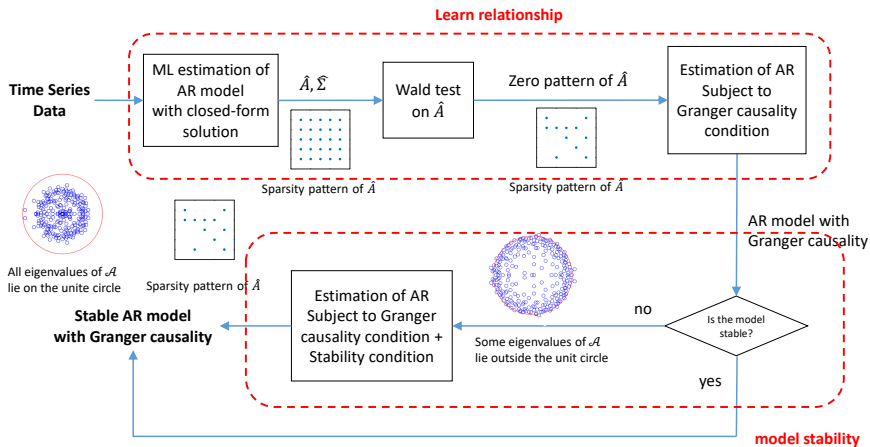 Learn relationship
Time Series
Data
ML estimation of
AR model
with closed-form
solution
Â, Σ̂
Sparsity pattern of Â
Wald test
on Â
Zero pattern of Â
Sparsity pattern of Â
Estimation of AR
Subject to
Granger causality
condition
AR model with
Granger causality
All eigenvalues of 𝒜
lie on the unite circle
Sparsity pattern of Â
Stable AR model
with Granger causality
Estimation of AR
Subject to Granger
causality condition +
Stability condition
Some eigenvalues of 𝒜
lie outside the unit circle
no
Is the model
stable?
yes
model stability